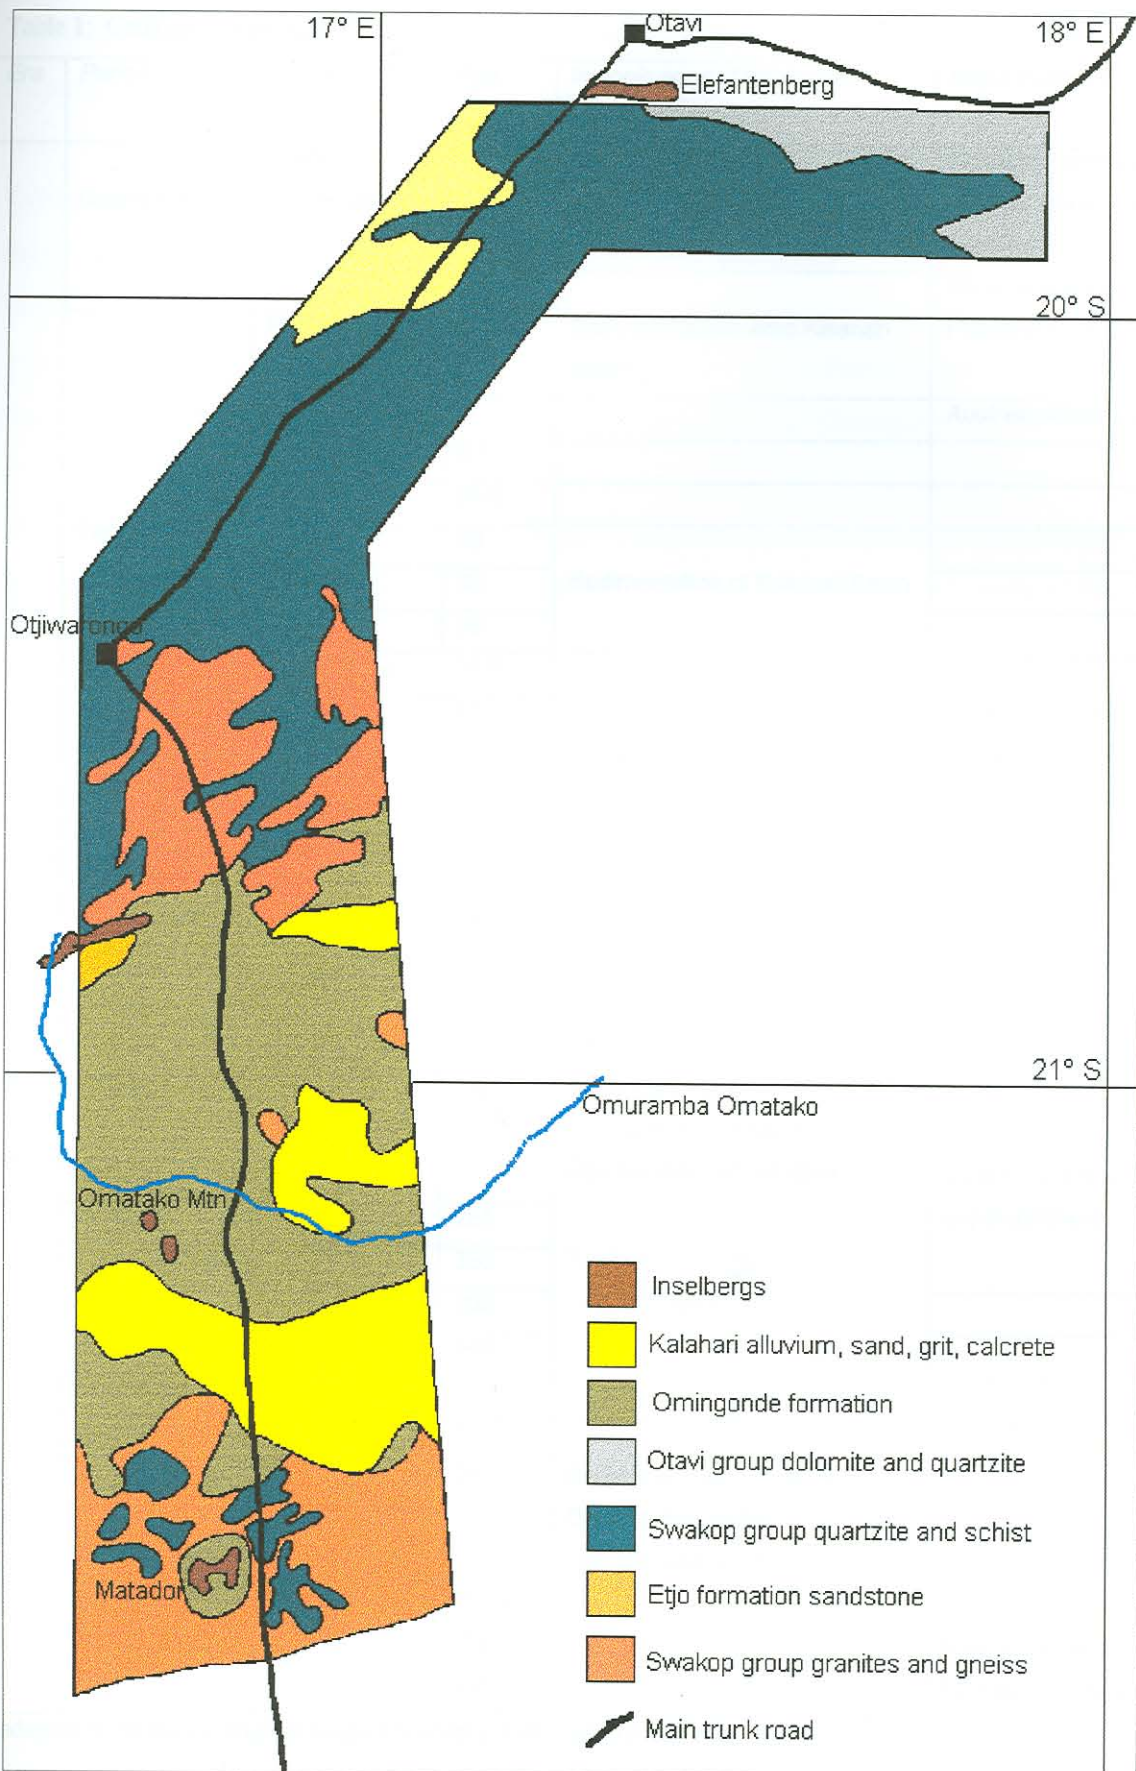 17° E
Otavi
18° E
Elefantenberg
20° S
Otjiwarongo
21° S
Omuramba Omatako
Omatako Mtn
Inselbergs
Kalahari alluvium, sand, grit, calcrete
Omingonde formation
Otavi group dolomite and quartzite
Swakop group quartzite and schist
Etjo formation sandstone
Matador
Swakop group granites and gneiss
Main trunk road